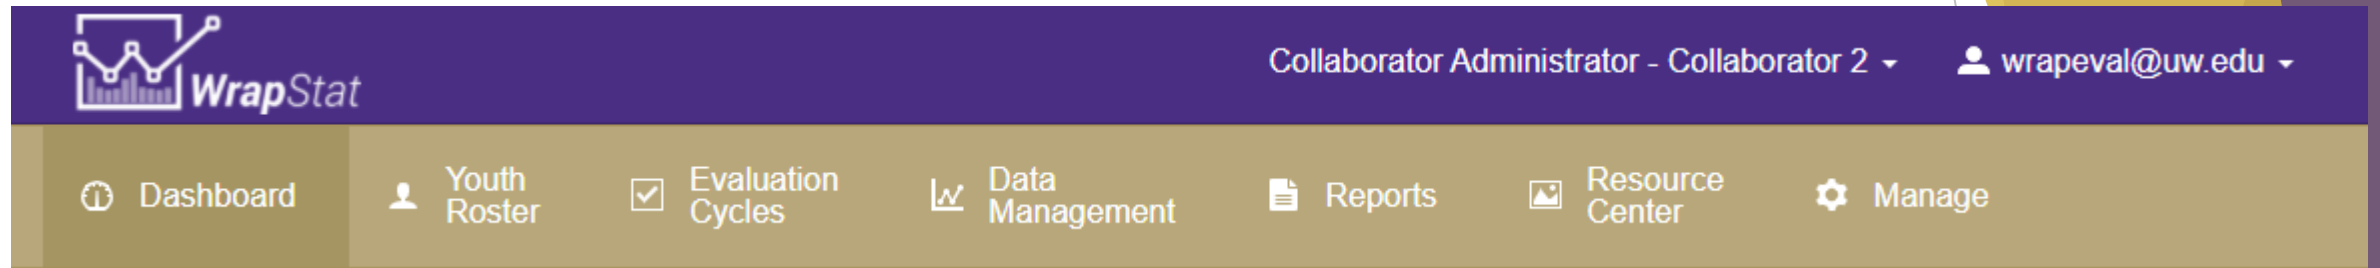 WrapStat
Collaborator Administrator - Collaborator 2
wrapeval@uw.edu
Dashboard
Youth
Roster
Evaluation
Cycles
Data
Management
Reports
Resource
Center
Manage